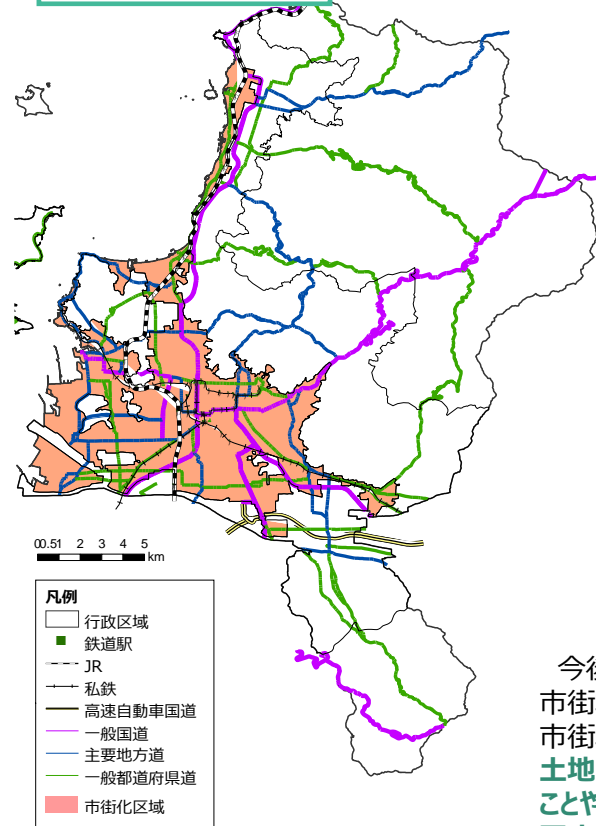 00.51 2 3 4 5
km
凡例
行政区域
鉄道駅
JR
私鉄
高速自動車国道
一般国道
主要地方道
一般都道府県道
市街化区域
今後
市街
市街
土地
ことや